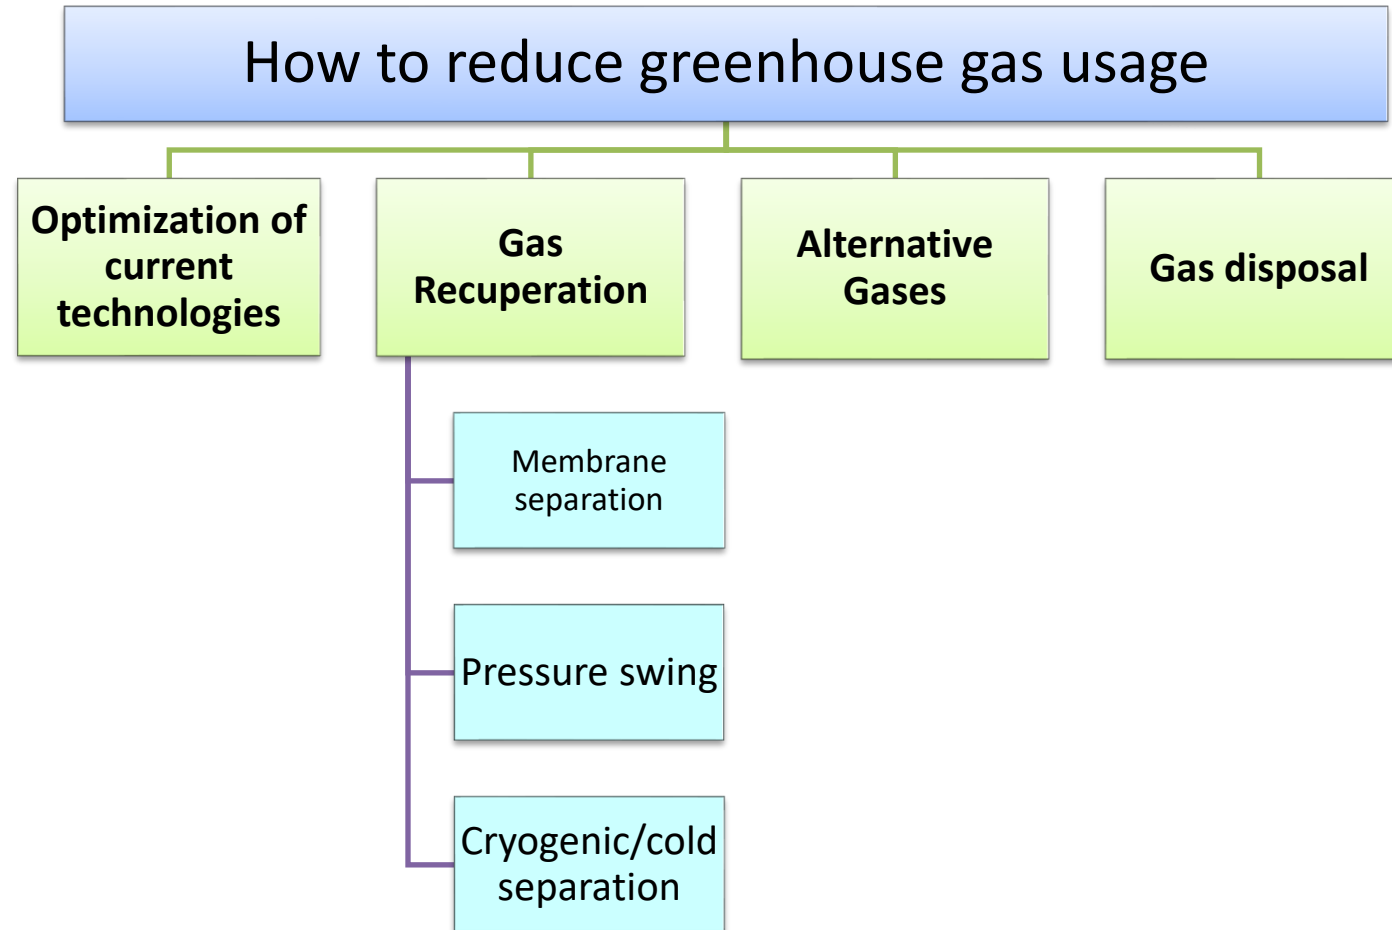 How to reduce greenhouse gas usage
Optimization of
current
technologies
Gas
Recuperation
Alternative
Gases
Gas disposal
Membrane
separation
Pressure swing
Cryogenic/cold
separation